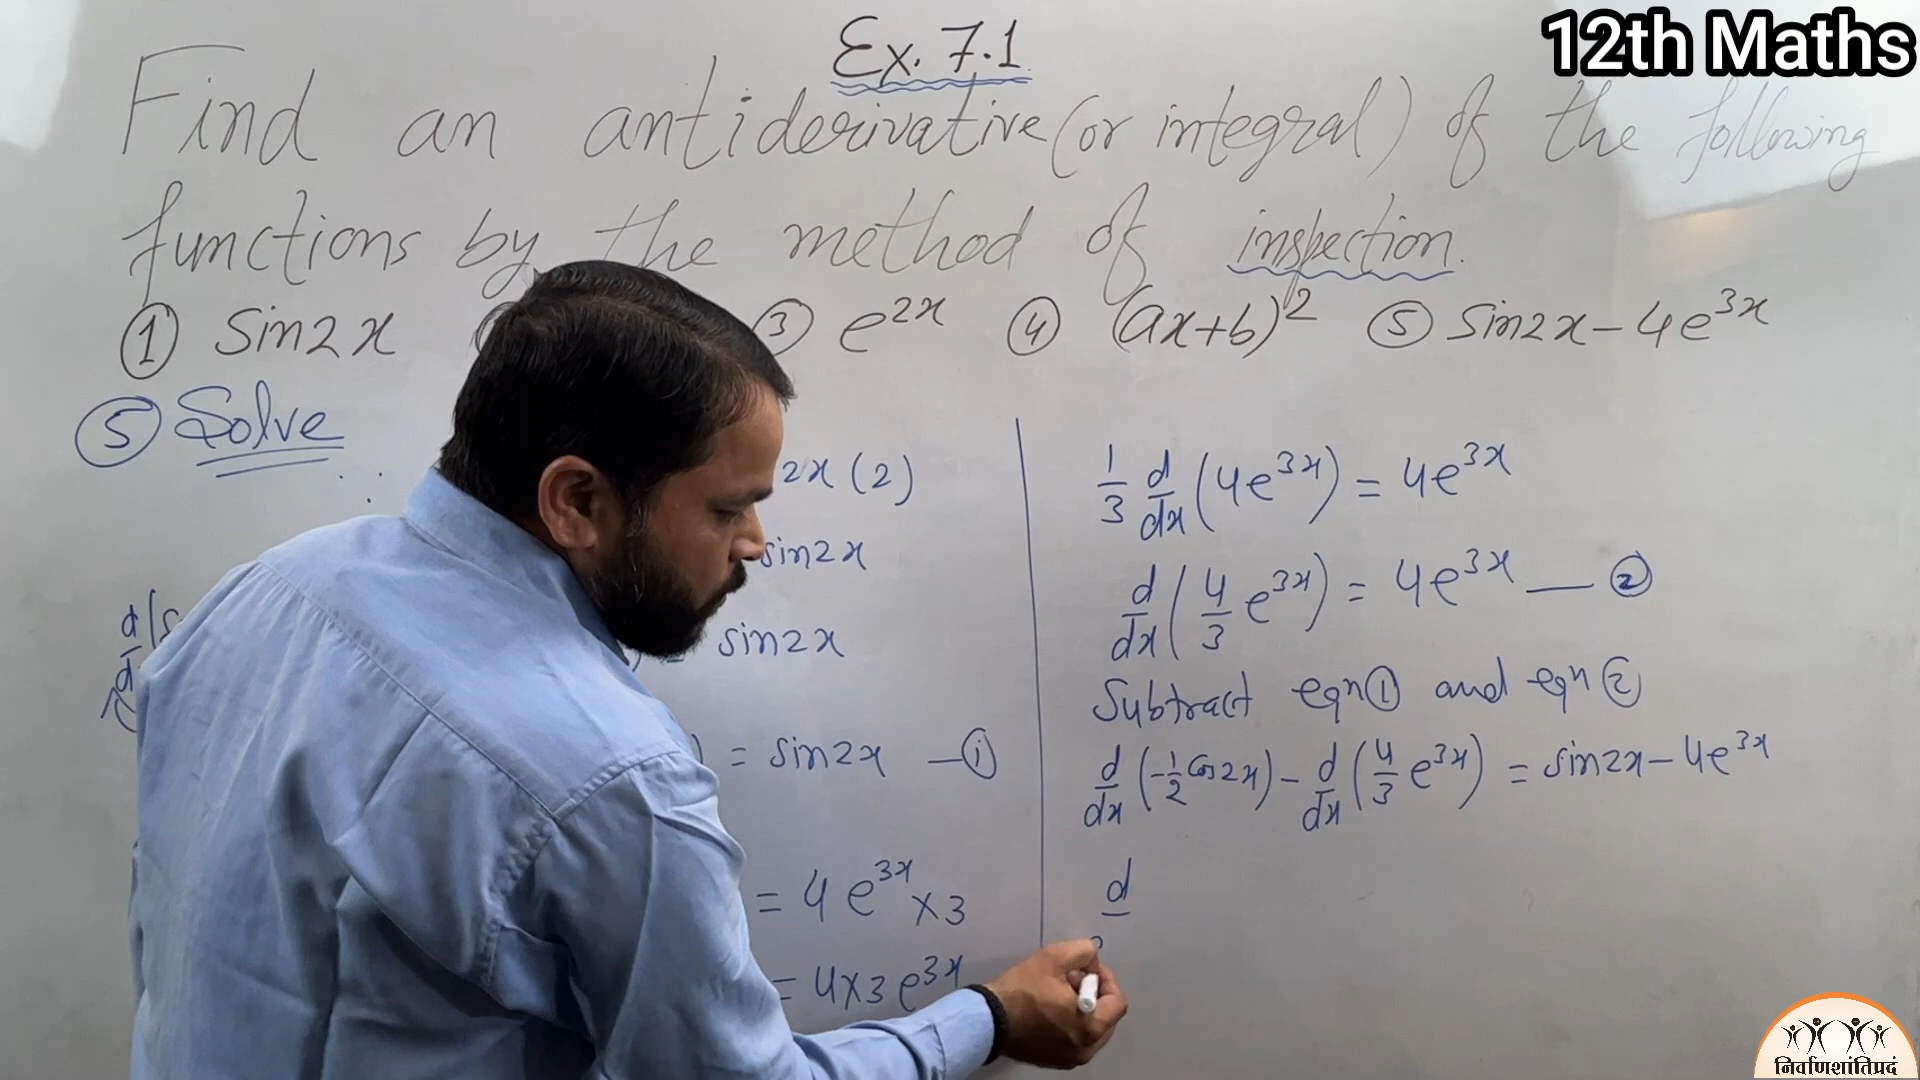 12th Maths
Ex. 7.1
Find an antiderivative (or integral) of the following
functions by the method of inspection.
① Sin2x ③ e^2x ④ (ax+b)^2 ⑤ Sin2x - 4e^3x
⑤ Solve
2x (2)
sin2x
d/d
= sin2x
) = sin2x — ①
= 4e^3x × 3
= 4×3 e^3x
1/3 d/dx (4e^3x) = 4e^3x
d/dx (4/3 e^3x) = 4e^3x — ②
Subtract eqn ① and eqn ②
d/dx (-1/2 Cos2x) - d/dx (4/3 e^3x) = sin2x - 4e^3x
d
निर्वाणशांतिप्रदं